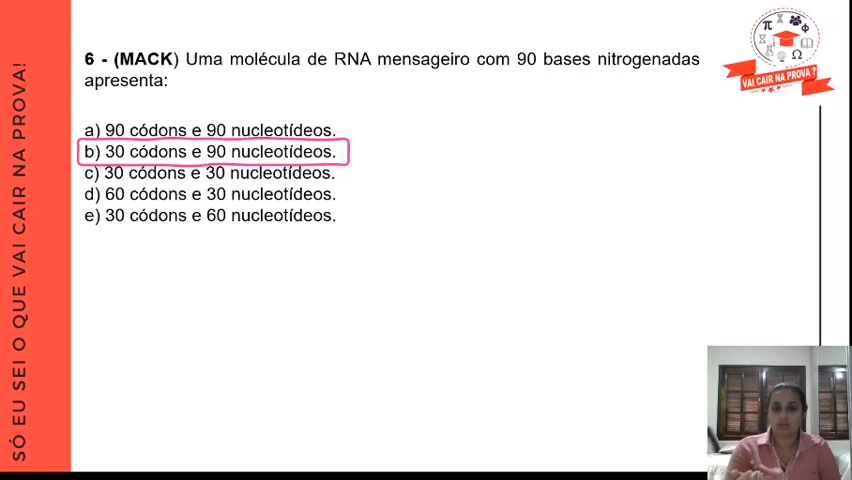 SÓ EU SEI O QUE VAI CAIR NA PROVA!
6 - (MACK) Uma molécula de RNA mensageiro com 90 bases nitrogenadas
apresenta:
a) 90 códons e 90 nucleotídeos.
b) 30 códons e 90 nucleotídeos.
c) 30 códons e 30 nucleotídeos.
d) 60 códons e 30 nucleotídeos.
e) 30 códons e 60 nucleotídeos.
π
Φ
Ω
VAI CAIR NA PROVA ?